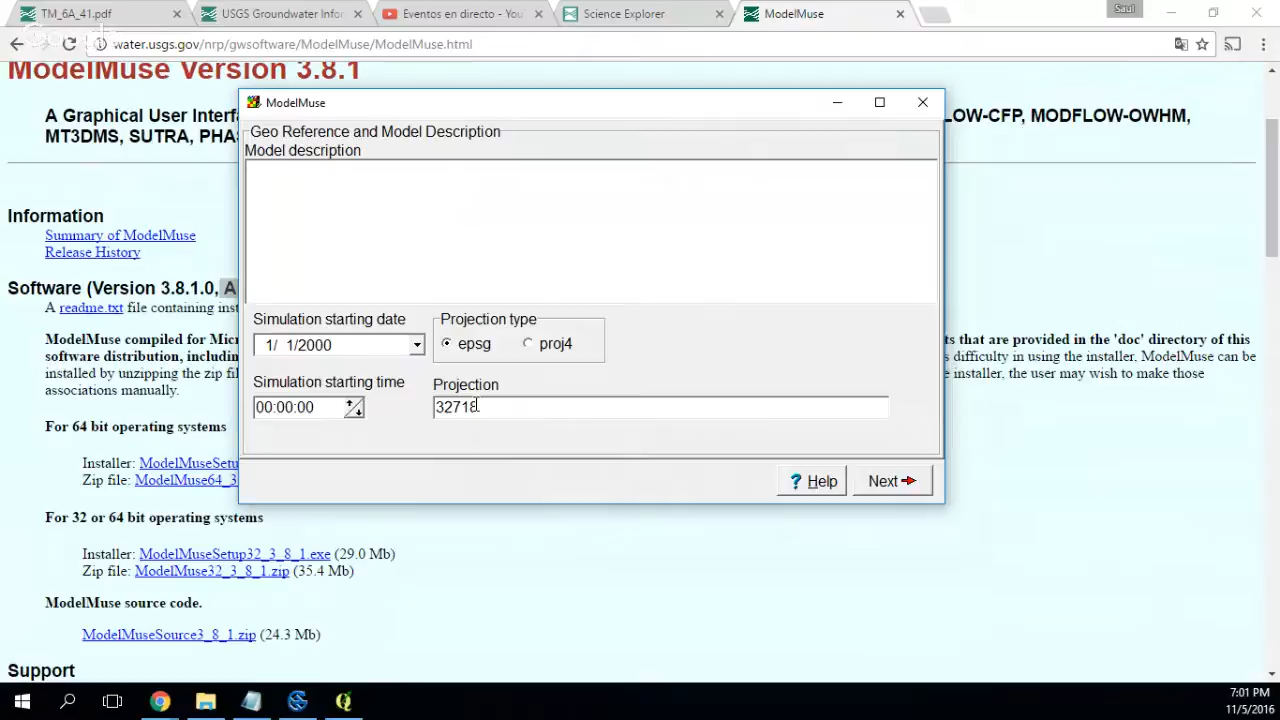 TM_6A_41.pdf
USGS Groundwater Infor
Eventos en directo - You
Science Explorer
ModelMuse
Saul
water.usgs.gov/nrp/gwsoftware/ModelMuse/ModelMuse.html
ModelMuse Version 3.8.1
A Graphical User Interfa
LOW-CFP, MODFLOW-OWHM,
MT3DMS, SUTRA, PHAS
Information
Summary of ModelMuse
Release History
Software (Version 3.8.1.0, A
A readme.txt file containing inst
ModelMuse compiled for Micr
ts that are provided in the 'doc' directory of this
software distribution, includin
s difficulty in using the installer, ModelMuse can be
installed by unzipping the zip fil
e installer, the user may wish to make those
associations manually.
For 64 bit operating systems
Installer: ModelMuseSetu
Zip file: ModelMuse64_3
For 32 or 64 bit operating systems
Installer: ModelMuseSetup32_3_8_1.exe (29.0 Mb)
Zip file: ModelMuse32_3_8_1.zip (35.4 Mb)
ModelMuse source code.
ModelMuseSource3_8_1.zip (24.3 Mb)
Support
ModelMuse
Geo Reference and Model Description
Model description
Simulation starting date
1/ 1/2000
Projection type
epsg
proj4
Simulation starting time
00:00:00
Projection
32718
? Help
Next
7:01 PM
11/5/2016